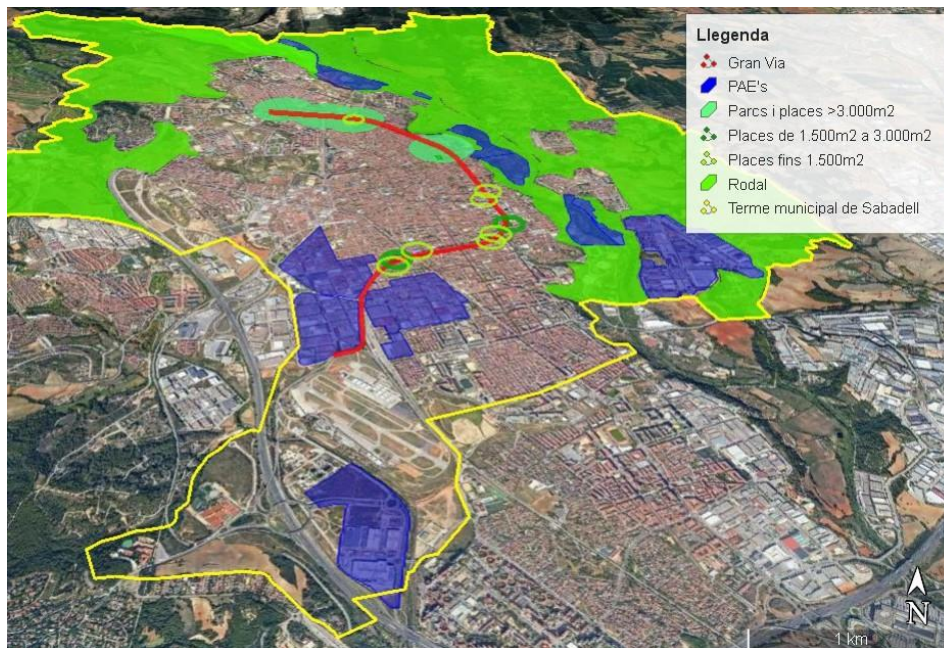 Llegenda
Gran Via
PAE's
Parcs i places >3.000m2
Places de 1.500m2 a 3.000m2
Places fins 1.500m2
Rodal
Terme municipal de Sabadell
N
1 km